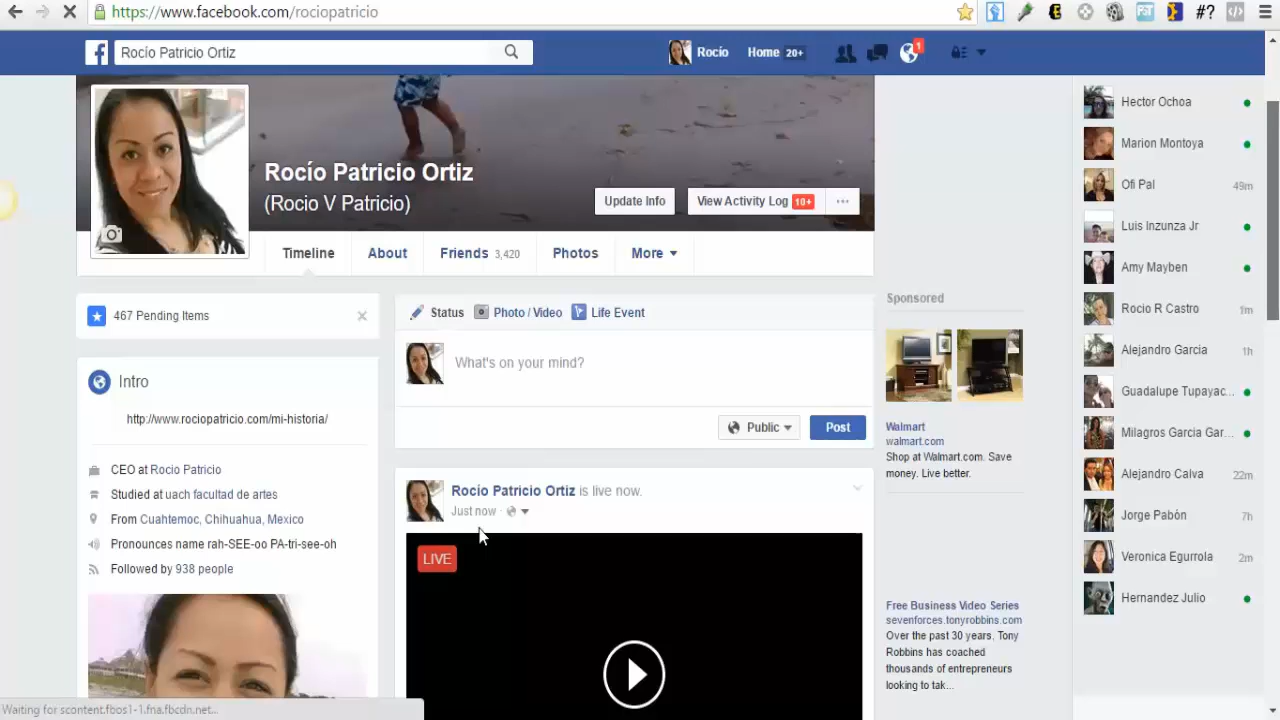 https://www.facebook.com/rociopatricio
#?
f
Rocío Patricio Ortiz
Rocío
Home 20+
1
Rocío Patricio Ortiz
(Rocio V Patricio)
Update Info
View Activity Log 10+
...
Timeline
About
Friends 3,420
Photos
More
467 Pending Items
Intro
http://www.rociopatricio.com/mi-historia/
CEO at Rocio Patricio
Studied at uach facultad de artes
From Cuahtemoc, Chihuahua, Mexico
Pronounces name rah-SEE-oo PA-tri-see-oh
Followed by 938 people
Status
Photo / Video
Life Event
What's on your mind?
Public
Post
Rocío Patricio Ortiz is live now.
Just now ·
LIVE
Sponsored
Walmart
walmart.com
Shop at Walmart.com. Save
money. Live better.
Free Business Video Series
sevenforces.tonyrobbins.com
Over the past 30 years, Tony
Robbins has coached
thousands of entrepreneurs
looking to tak...
Hector Ochoa
Marion Montoya
Ofi Pal 49m
Luis Inzunza Jr
Amy Mayben
Rocio R Castro 1m
Alejandro Garcia 1h
Guadalupe Tupayac...
Milagros Garcia Gar...
Alejandro Calva 22m
Jorge Pabón 7h
Veronica Egurrola 2m
Hernandez Julio
Waiting for scontent.fbos1-1.fna.fbcdn.net...